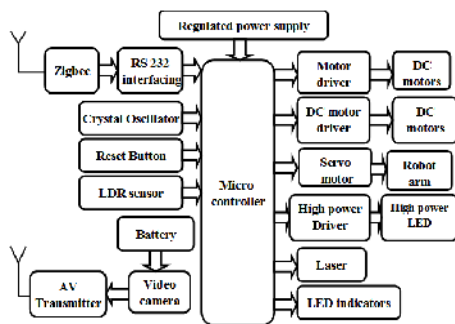 Regulated power supply
Zigbee
RS 232
interfacing
Crystal Oscillator
Reset Button
LDR sensor
Battery
AV
Transmitter
Video
camera
Micro
controller
Motor
driver
DC
motors
DC motor
driver
DC
motors
Servo
motor
Robot
arm
High power
Driver
High power
LED
Laser
LED indicators